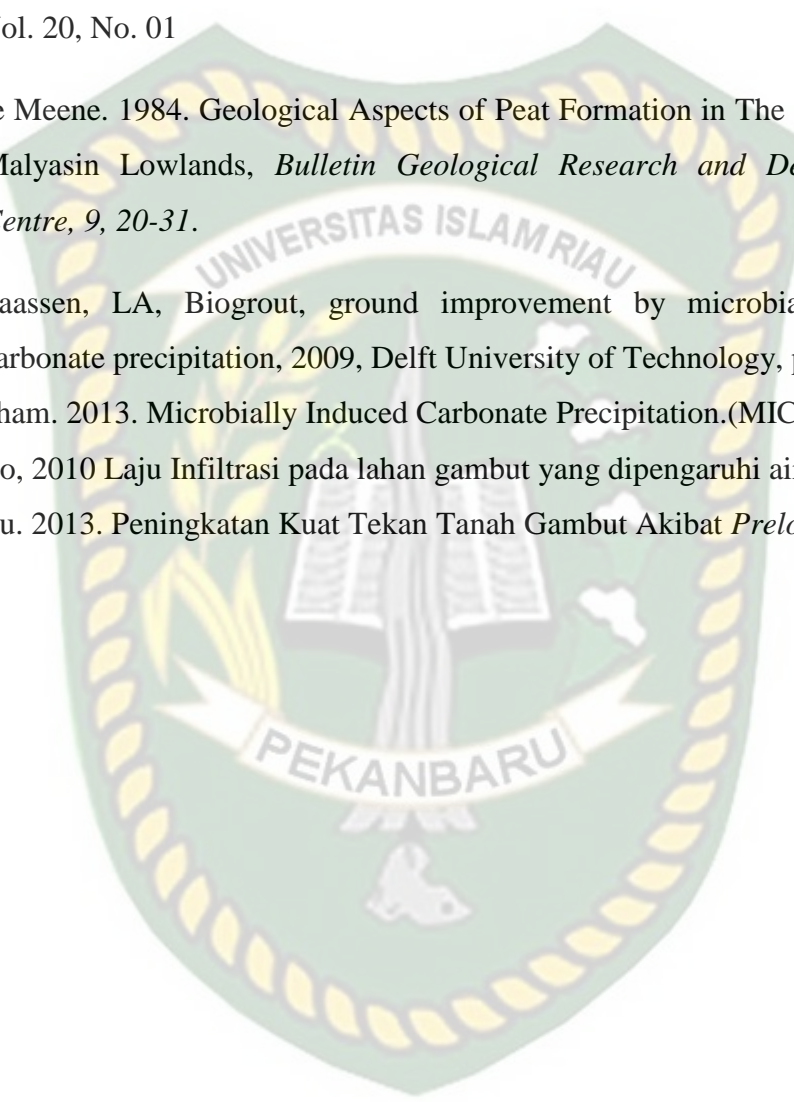 ol. 20, No. 01
e Meene. 1984. Geological Aspects of Peat Formation in The
Malyasin Lowlands, Bulletin Geological Research and De
Centre, 9, 20-31.
UNIVERSITAS ISLAM RIAU
aassen, LA, Biogrout, ground improvement by microbia
arbonate precipitation, 2009, Delft University of Technology, p
ham. 2013. Microbially Induced Carbonate Precipitation.(MIC
o, 2010 Laju Infiltrasi pada lahan gambut yang dipengaruhi air
u. 2013. Peningkatan Kuat Tekan Tanah Gambut Akibat Prelo
PEKANBARU